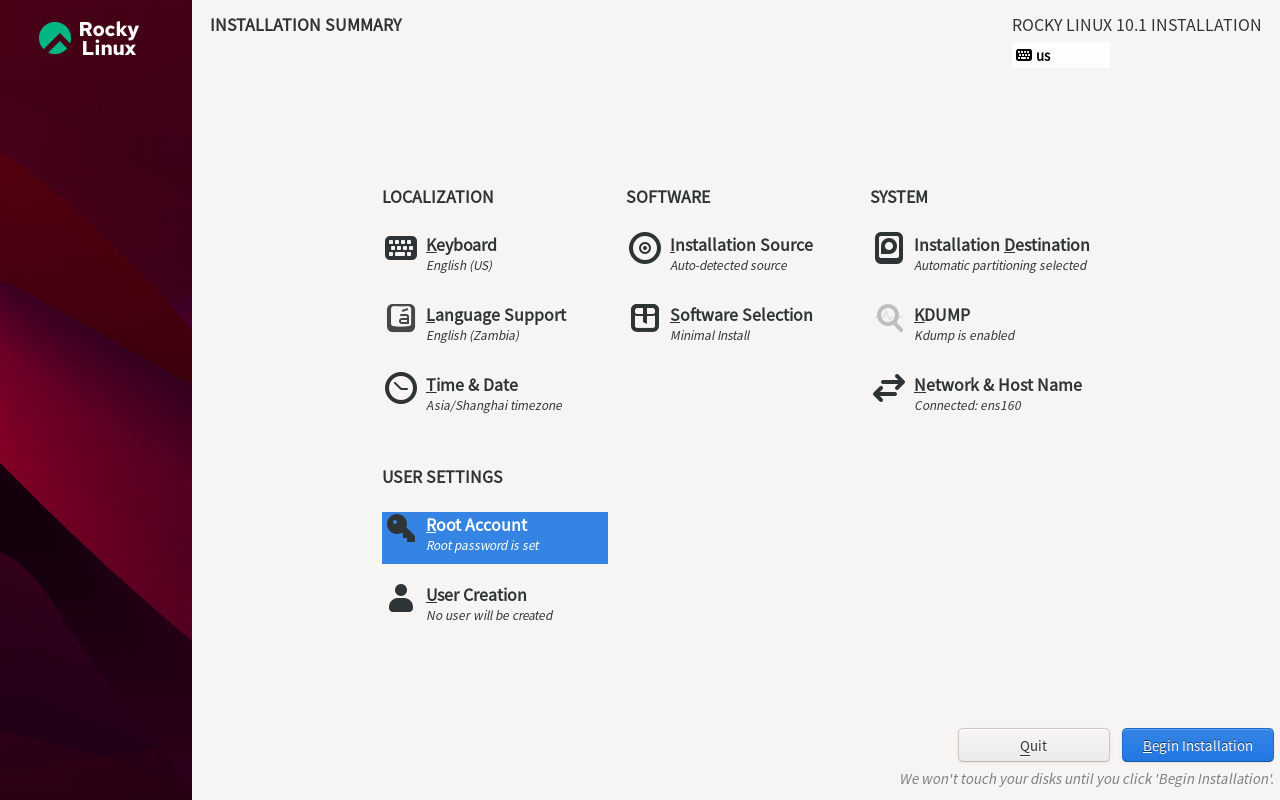 Rocky
Linux
INSTALLATION SUMMARY
ROCKY LINUX 10.1 INSTALLATION
us
LOCALIZATION
Keyboard
English (US)
Language Support
English (Zambia)
Time & Date
Asia/Shanghai timezone
SOFTWARE
Installation Source
Auto-detected source
Software Selection
Minimal Install
SYSTEM
Installation Destination
Automatic partitioning selected
KDUMP
Kdump is enabled
Network & Host Name
Connected: ens160
USER SETTINGS
Root Account
Root password is set
User Creation
No user will be created
Quit
Begin Installation
We won't touch your disks until you click 'Begin Installation'.